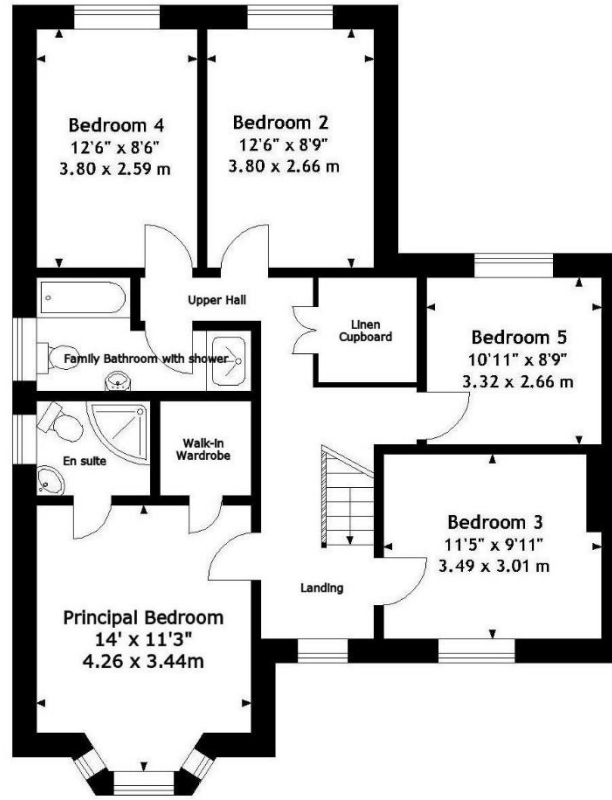 Bedroom 4
12'6" x 8'6"
3.80 x 2.59 m
Bedroom 2
12'6" x 8'9"
3.80 x 2.66 m
Upper Hall
Linen
Cupboard
Bedroom 5
10'11" x 8'9"
3.32 x 2.66 m
Family Bathroom with shower
En suite
Walk-In
Wardrobe
Bedroom 3
11'5" x 9'11"
3.49 x 3.01 m
Landing
Principal Bedroom
14' x 11'3"
4.26 x 3.44m